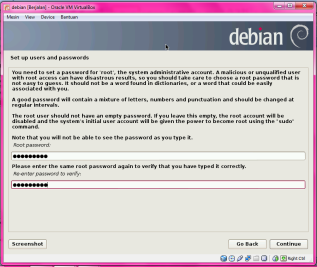 debian [Berjalan] - Oracle VM VirtualBox
Mesin View Device Bantuan
debian
Set up users and passwords
You need to set a password for 'root', the system administrative account. A malicious or unqualified user
with root access can have disastrous results, so you should take care to choose a root password that is
not easy to guess. It should not be a word found in dictionaries, or a word that could be easily
associated with you.
A good password will contain a mixture of letters, numbers and punctuation and should be changed at
regular intervals.
The root user should not have an empty password. If you leave this empty, the root account will be
disabled and the system's initial user account will be given the power to become root using the "sudo"
command.
Note that you will not be able to see the password as you type it.
Root password:
Please enter the same root password again to verify that you have typed it correctly.
Re-enter password to verify:
Screenshot
Go Back
Continue
Right Ctrl